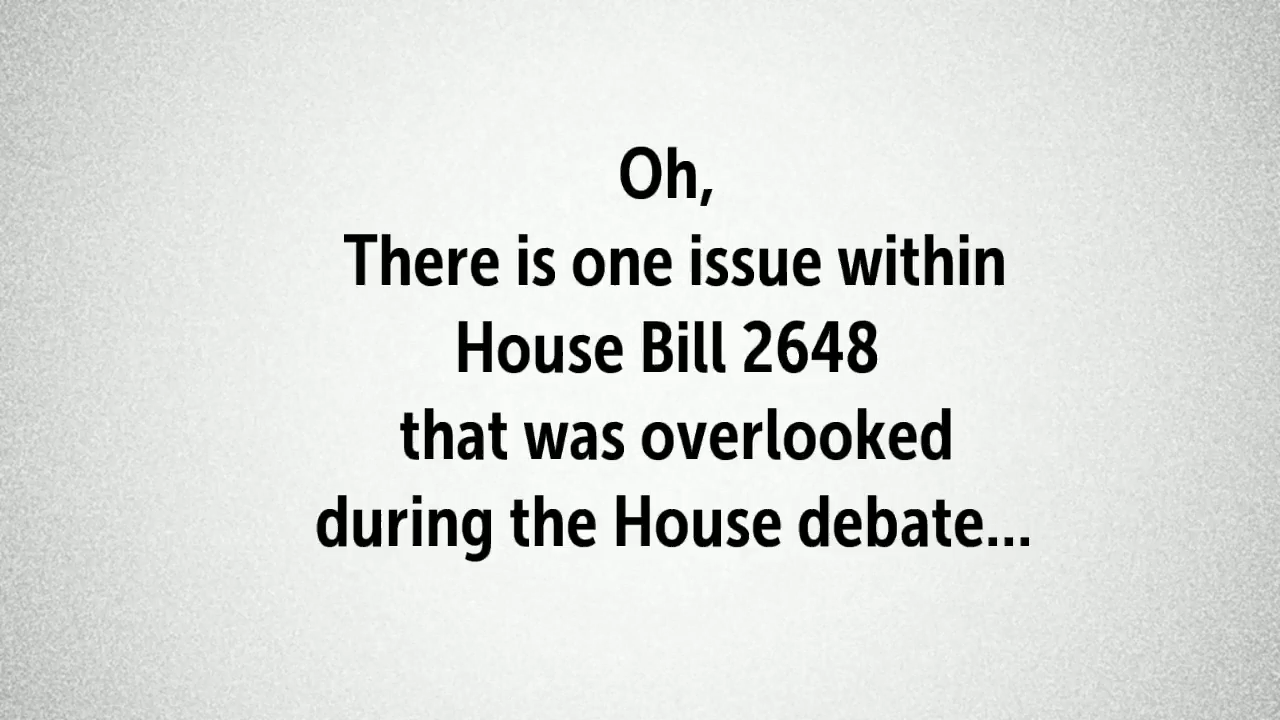 Oh,
There is one issue within
House Bill 2648
that was overlooked
during the House debate...